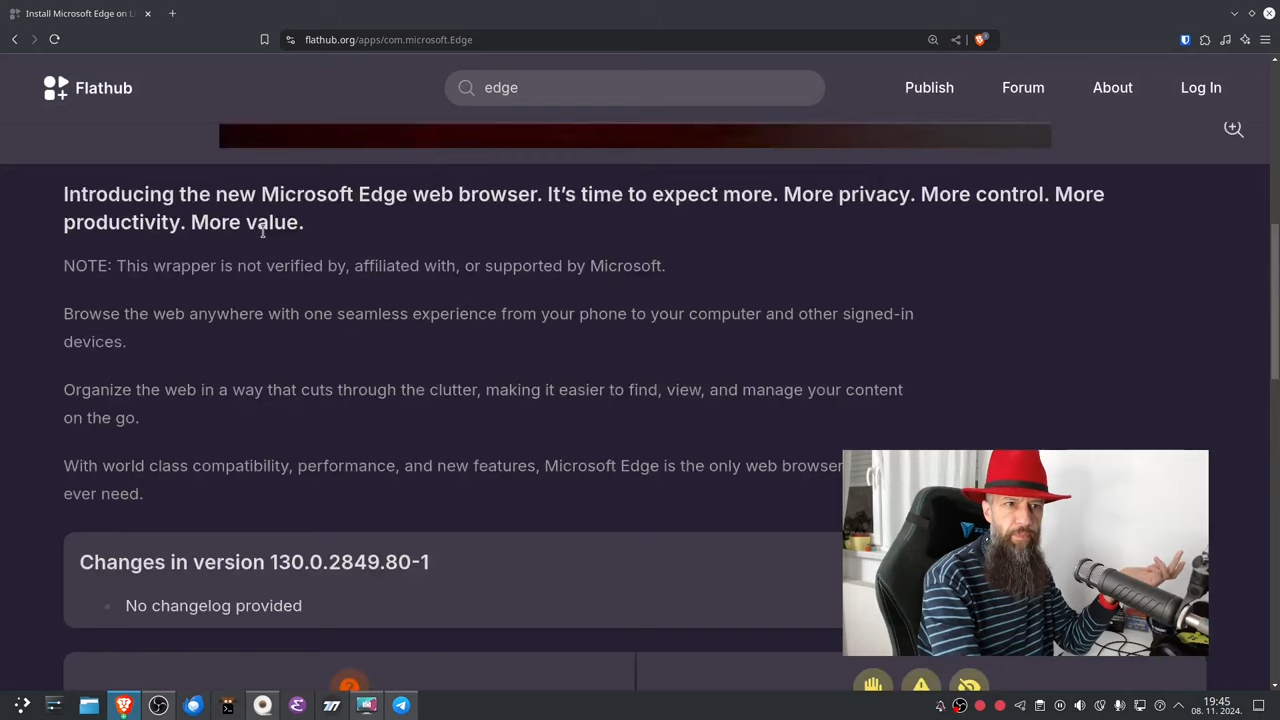 Install Microsoft Edge on L
flathub.org/apps/com.microsoft.Edge
Flathub
edge
Publish
Forum
About
Log In
Introducing the new Microsoft Edge web browser. It’s time to expect more. More privacy. More control. More
productivity. More value.
NOTE: This wrapper is not verified by, affiliated with, or supported by Microsoft.
Browse the web anywhere with one seamless experience from your phone to your computer and other signed-in
devices.
Organize the web in a way that cuts through the clutter, making it easier to find, view, and manage your content
on the go.
With world class compatibility, performance, and new features, Microsoft Edge is the only web browser
ever need.
Changes in version 130.0.2849.80-1
No changelog provided
19:45
08. 11. 2024.